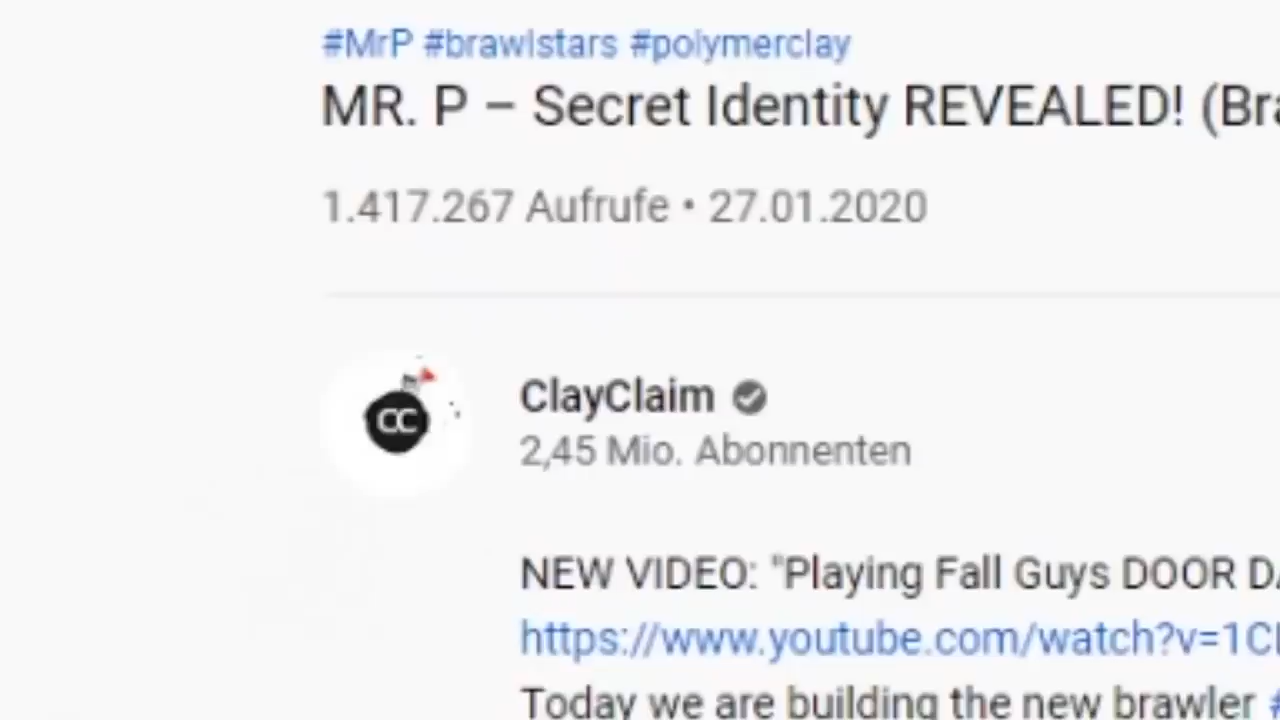 #MrP #brawlstars #polymerclay
MR. P – Secret Identity REVEALED! (Bra
1.417.267 Aufrufe • 27.01.2020
CC
ClayClaim
2,45 Mio. Abonnenten
NEW VIDEO: "Playing Fall Guys DOOR DA
https://www.youtube.com/watch?v=1C
Today we are building the new brawler #